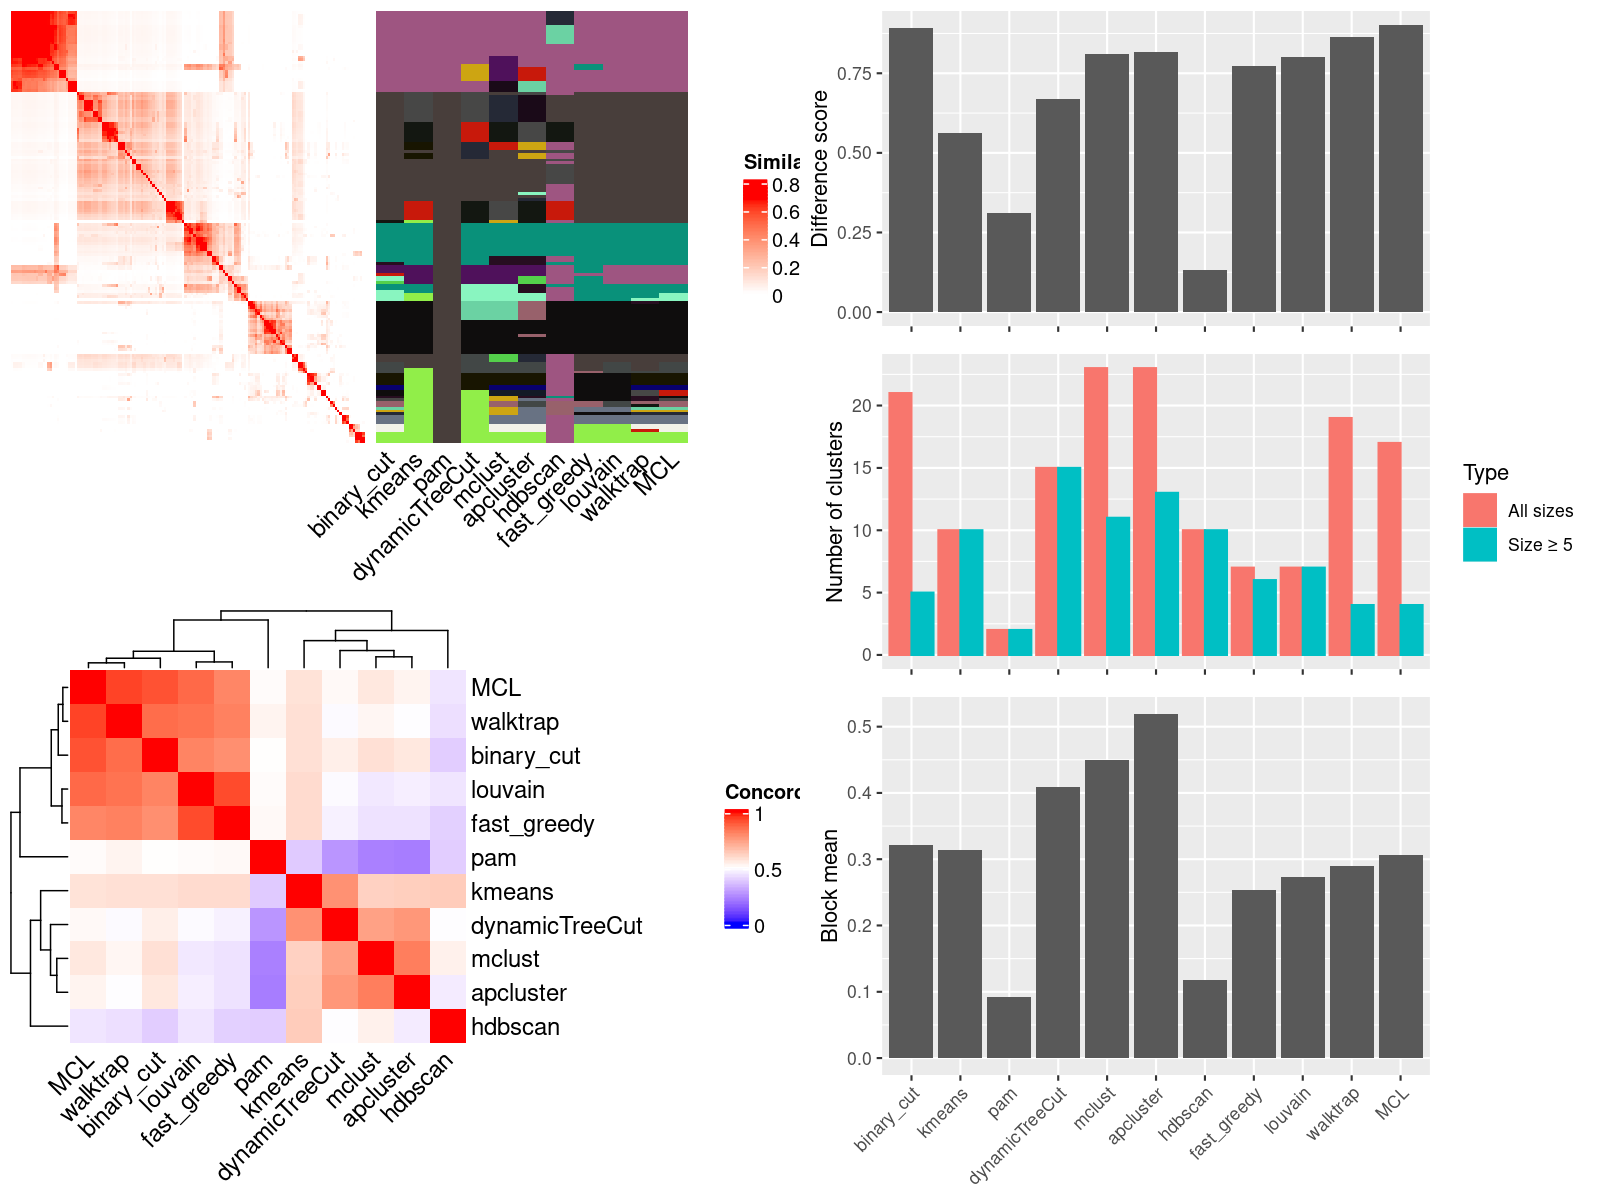 Simila
0.8
0.6
0.4
0.2
0
binary_cut
kmeans
pam
dynamicTreeCut
mclust
apcluster
hdbscan
fast_greedy
louvain
walktrap
MCL
Difference score
0.75
0.50
0.25
0.00
Number of clusters
20
15
10
5
0
Type
All sizes
Size ≥ 5
Block mean
0.5
0.4
0.3
0.2
0.1
0.0
binary_cut
kmeans
pam
dynamicTreeCut
mclust
apcluster
hdbscan
fast_greedy
louvain
walktrap
MCL
MCL
walktrap
binary_cut
louvain
fast_greedy
pam
kmeans
dynamicTreeCut
mclust
apcluster
hdbscan
MCL
walktrap
binary_cut
louvain
fast_greedy
pam
kmeans
dynamicTreeCut
mclust
apcluster
hdbscan
Concord
1
0.5
0